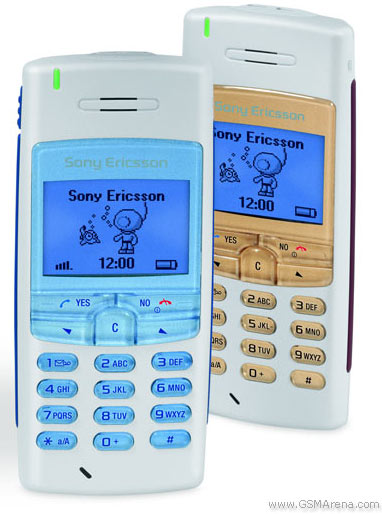 Sony Ericsson
Sony Ericsson
12:00
YES NO
C
1 2 ABC 3 DEF
4 GHI 5 JKL 6 MNO
7 PQRS 8 TUV 9 WXYZ
* a/A 0 + #
Sony Ericsson
Sony Ericsson
12:00
YES NO
C
2 ABC 3 DEF
5 JKL 6 MNO
8 TUV 9 WXYZ
0 + #
www.GSMArena.com